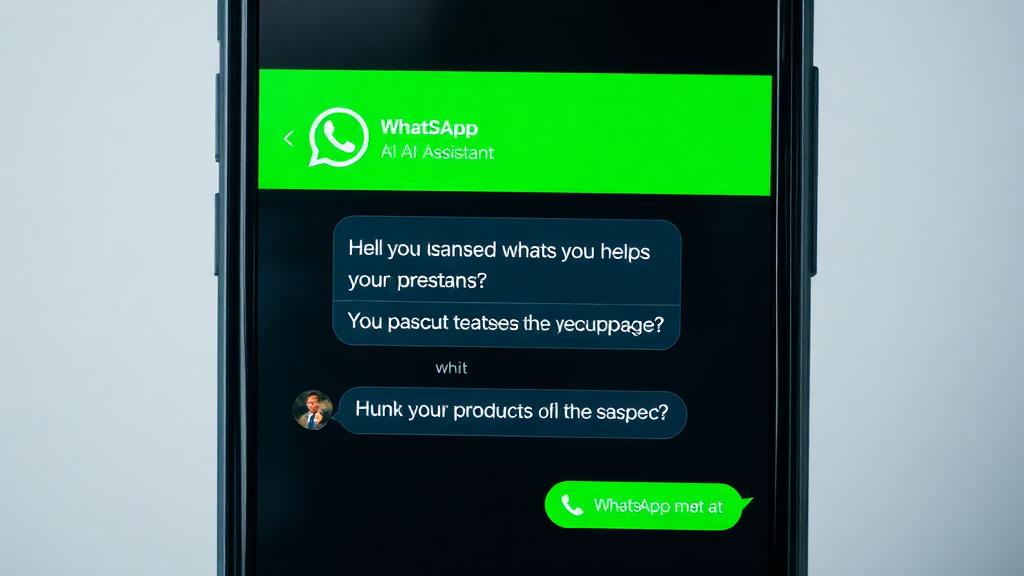 WhatSApp
AI AI Assistant
Hell you isansed whats you helps
your prestans?
You pascut teatses the yecuppage?
whit
Hunk your products oll the saspec?
WhatsApp met at